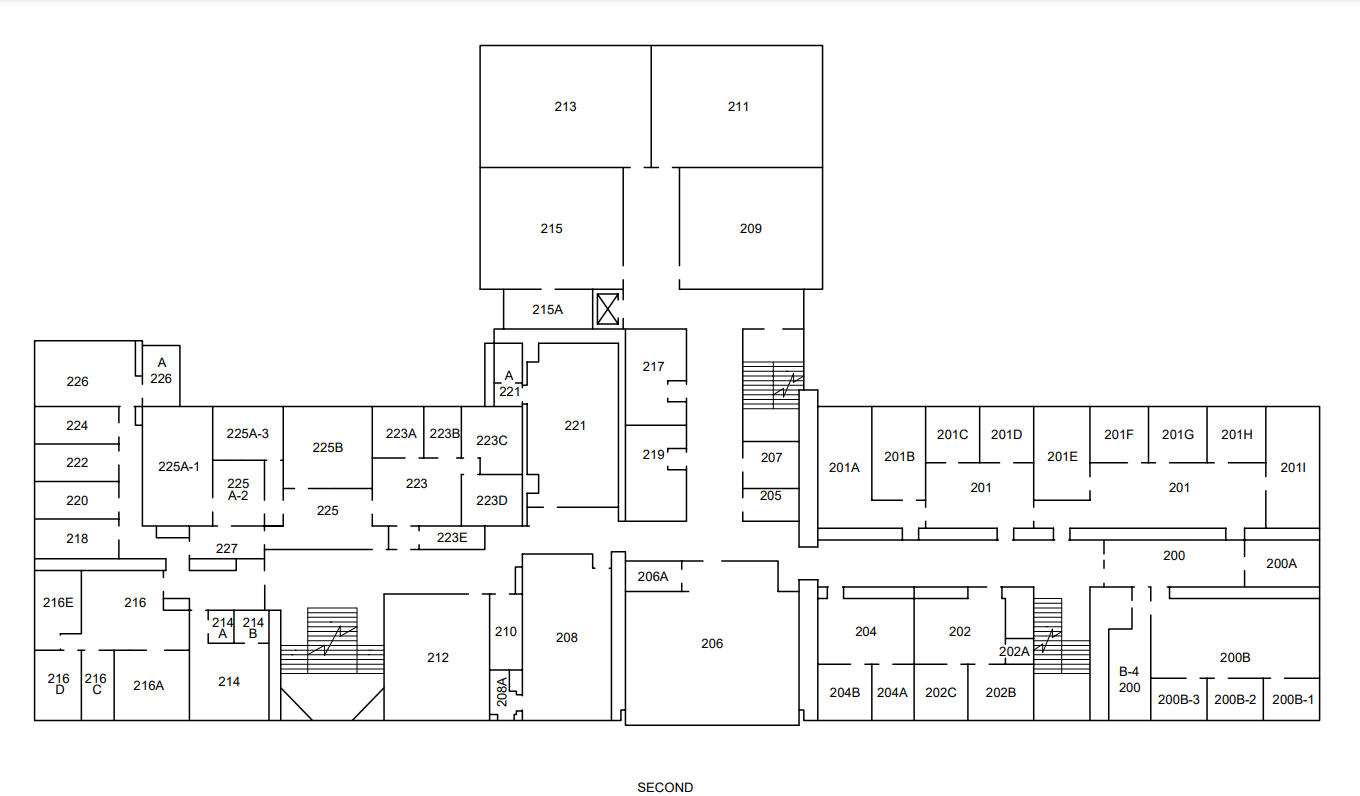 213
211
215
209
215A
A
226
226
217
A
221
224
225A-3
225B
223A
223B
223C
221
207
201A
201B
201C
201D
201E
201F
201G
201H
201I
222
225A-1
225
A-2
223
219
205
201
201
220
225
223D
218
227
223E
206A
200
200A
216E
216
214
A
214
B
212
210
208
206
204
202
202A
200B
216
D
216
C
216A
214
208A
204B
204A
202C
202B
B-4
200
200B-3
200B-2
200B-1
SECOND